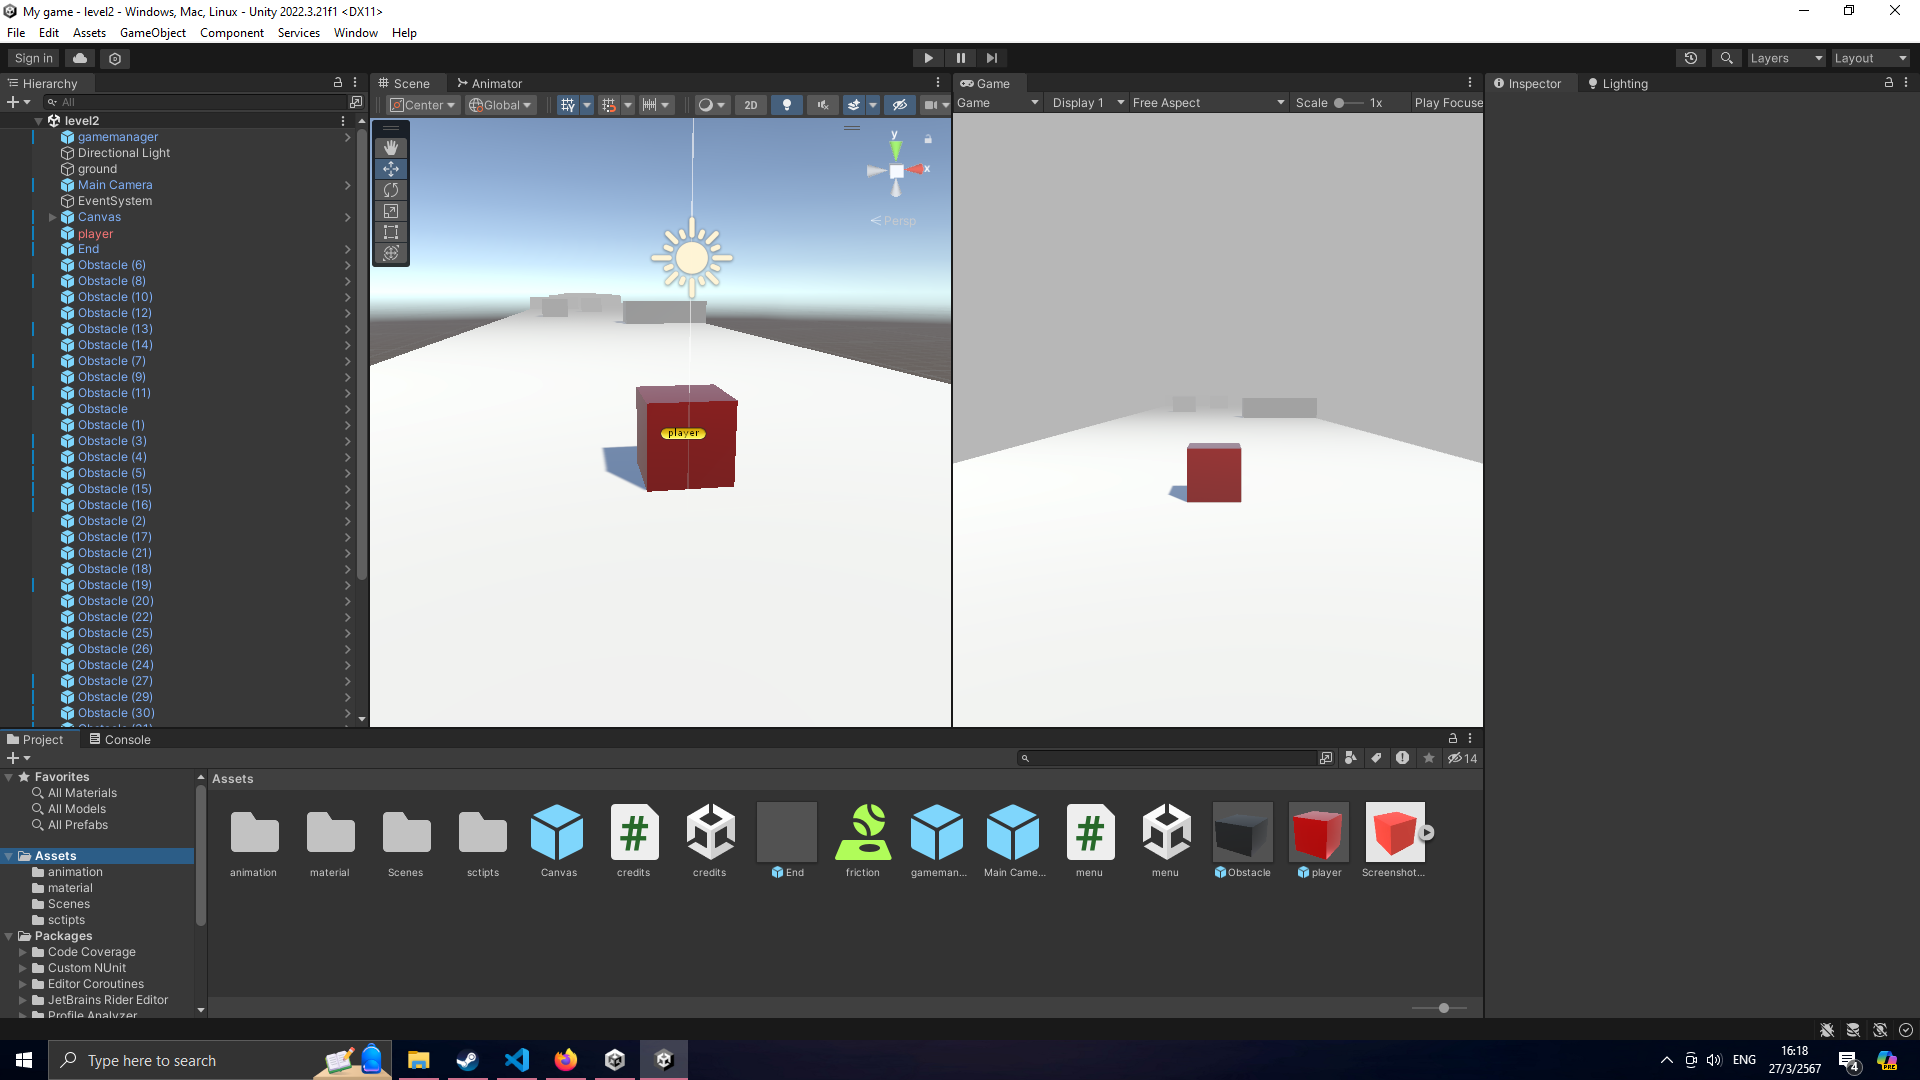 My game - level2 - Windows, Mac, Linux - Unity 2022.3.21f1 <DX11>
File Edit Assets GameObject Component Services Window Help
Sign in
Layers
Layout
Hierarchy
Scene
Animator
Game
Inspector
Lighting
All
Center
Global
2D
Game
Display 1
Free Aspect
Scale
1x
Play Focuse
level2
gamemanager
Directional Light
ground
Main Camera
EventSystem
Canvas
player
End
Obstacle (6)
Obstacle (8)
Obstacle (10)
Obstacle (12)
Obstacle (13)
Obstacle (14)
Obstacle (7)
Obstacle (9)
Obstacle (11)
Obstacle
Obstacle (1)
Obstacle (3)
Obstacle (4)
Obstacle (5)
Obstacle (15)
Obstacle (16)
Obstacle (2)
Obstacle (17)
Obstacle (21)
Obstacle (18)
Obstacle (19)
Obstacle (20)
Obstacle (22)
Obstacle (25)
Obstacle (26)
Obstacle (24)
Obstacle (27)
Obstacle (29)
Obstacle (30)
y
x
Persp
player
Project
Console
14
Favorites
All Materials
All Models
All Prefabs
Assets
animation
material
Scenes
sctipts
Packages
Code Coverage
Custom NUnit
Editor Coroutines
JetBrains Rider Editor
Profile Analyzer
Assets
animation
material
Scenes
sctipts
Canvas
credits
credits
End
friction
gameman...
Main Came...
menu
menu
Obstacle
player
Screenshot...
Type here to search
ENG
16:18
27/3/2567
4
PRE